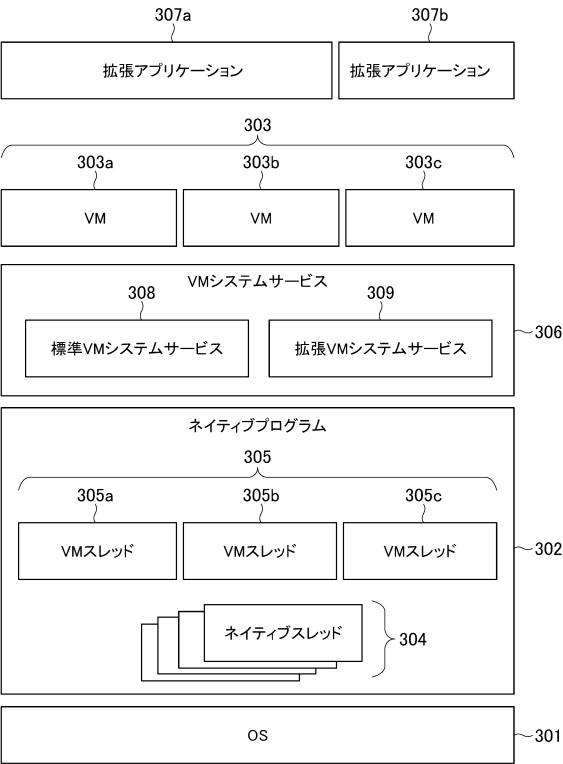 307a 307b
拡張アプリケーション 拡張アプリケーション
303
303a 303b 303c
VM VM VM
VMシステムサービス
308 309
標準VMシステムサービス 拡張VMシステムサービス
306
ネイティブプログラム
305
305a 305b 305c
VMスレッド VMスレッド VMスレッド
302
ネイティブスレッド
304
OS
301